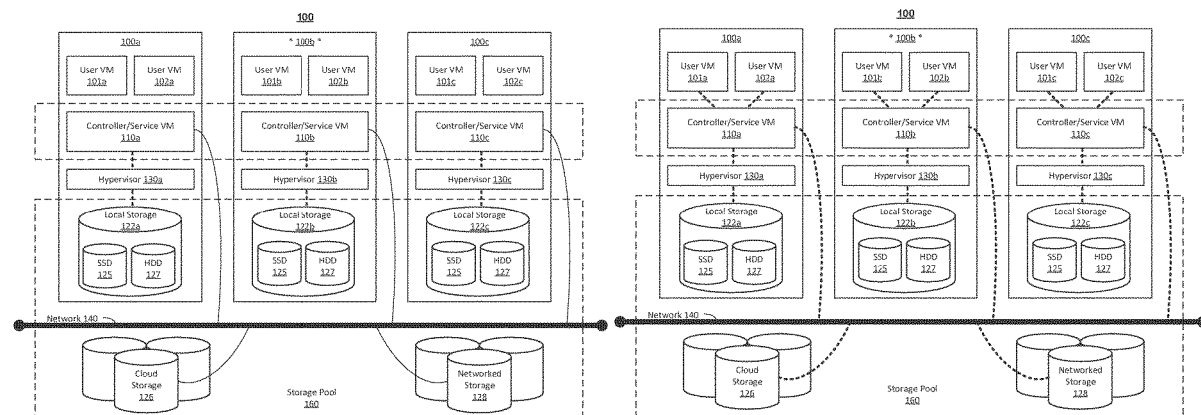 100
100a
* 100b *
100c
User VM
101a
User VM
102a
User VM
101b
User VM
102b
User VM
101c
User VM
102c
Controller/Service VM
110a
Controller/Service VM
110b
Controller/Service VM
110c
Hypervisor 130a
Hypervisor 130b
Hypervisor 130c
Local Storage
122a
Local Storage
122b
Local Storage
122c
SSD
125
HDD
127
SSD
125
HDD
127
SSD
125
HDD
127
Network 140
Cloud
Storage
126
Storage Pool
160
Networked
Storage
128
100
100a
* 100b *
100c
User VM
101a
User VM
102a
User VM
101b
User VM
102b
User VM
101c
User VM
102c
Controller/Service VM
110a
Controller/Service VM
110b
Controller/Service VM
110c
Hypervisor 130a
Hypervisor 130b
Hypervisor 130c
Local Storage
122a
Local Storage
122b
Local Storage
122c
SSD
125
HDD
127
SSD
125
HDD
127
SSD
125
HDD
127
Network 140
Cloud
Storage
126
Storage Pool
160
Networked
Storage
128